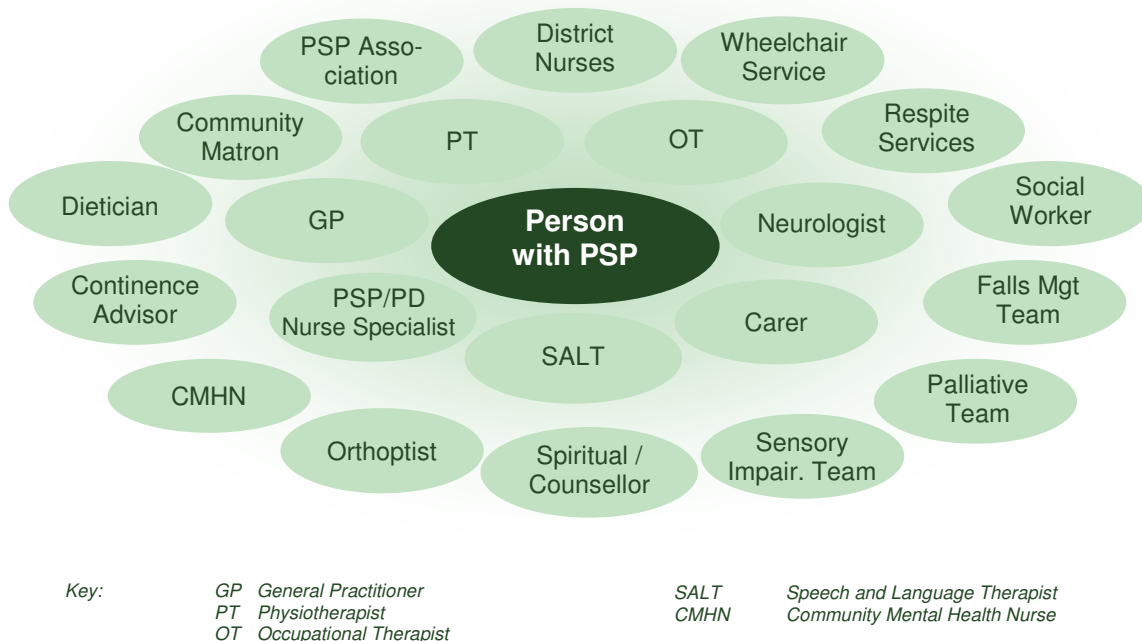 PSP Asso-
ciation
District
Nurses
Wheelchair
Service
Community
Matron
PT
OT
Respite
Services
Dietician
GP
Person
with PSP
Neurologist
Social
Worker
Continence
Advisor
PSP/PD
Nurse Specialist
SALT
Carer
Falls Mgt
Team
CMHN
Palliative
Team
Orthoptist
Spiritual /
Counsellor
Sensory
Impair. Team
Key:
GP General Practitioner
PT Physiotherapist
OT Occupational Therapist
SALT Speech and Language Therapist
CMHN Community Mental Health Nurse